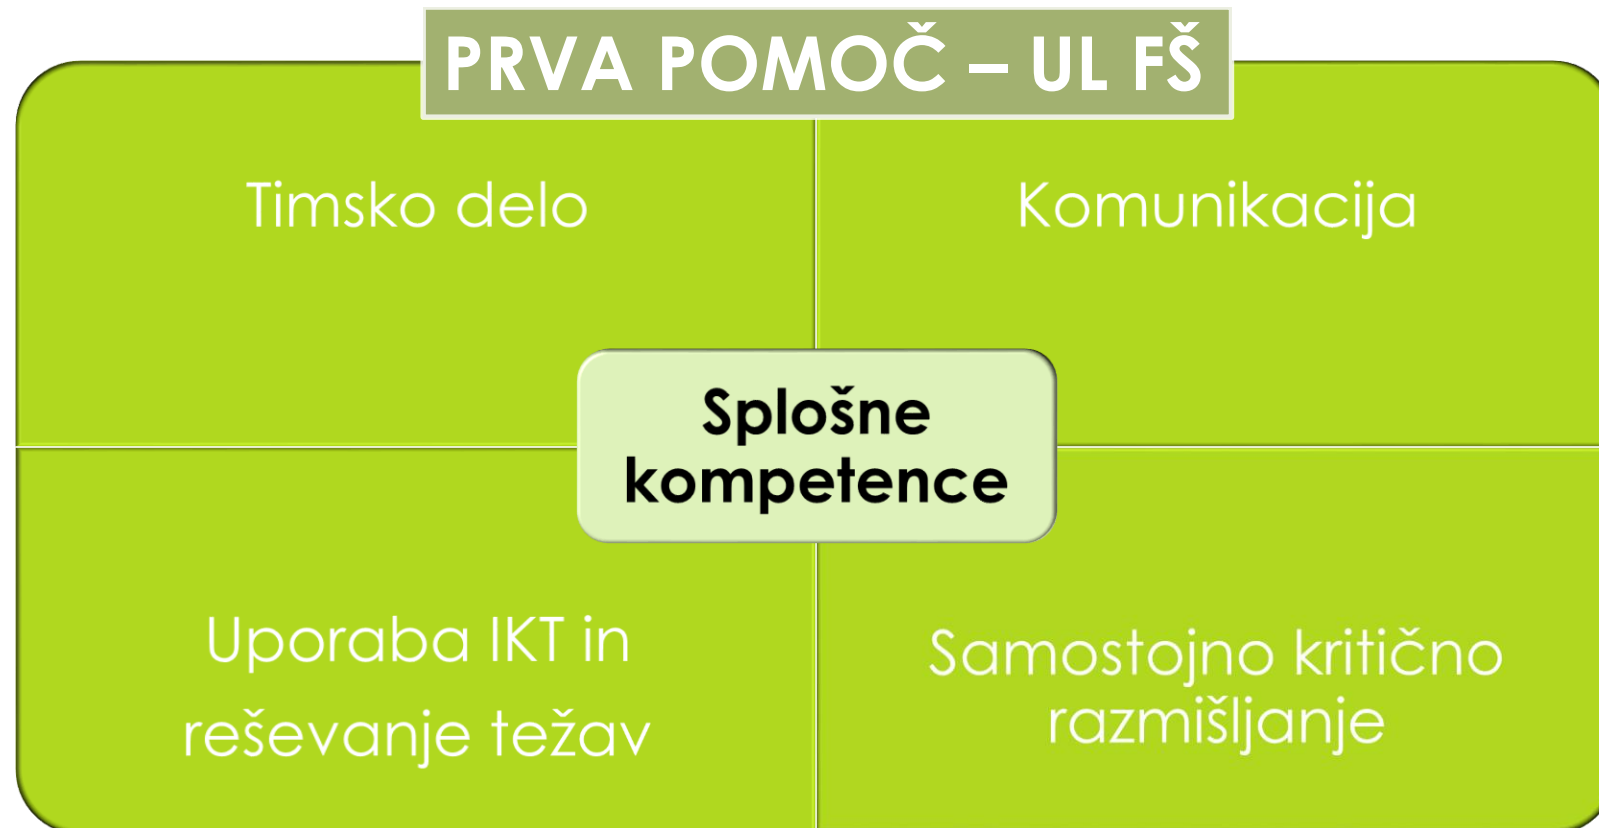 PRVA POMOČ – UL FŠ
Timsko delo
Komunikacija
Splošne
kompetence
Uporaba IKT in
reševanje težav
Samostojno kritično
razmišljanje